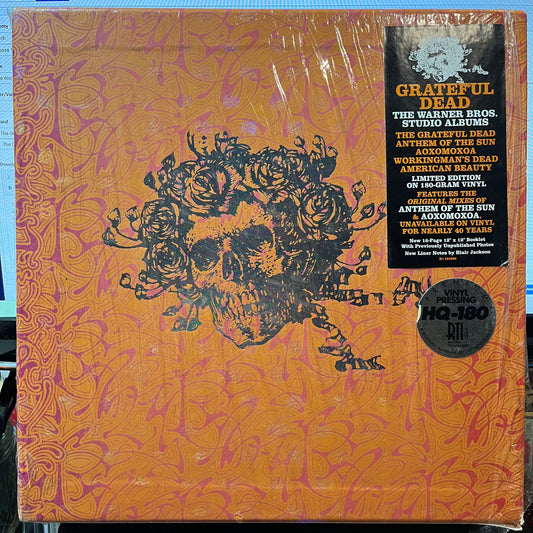 GRATEFUL
DEAD
THE WARNER BROS.
STUDIO ALBUMS
THE GRATEFUL DEAD
ANTHEM OF THE SUN
AOXOMOXOA
WORKINGMAN'S DEAD
AMERICAN BEAUTY
LIMITED EDITION
ON 180-GRAM VINYL
FEATURES THE
ORIGINAL MIXES OF
ANTHEM OF THE SUN
& AOXOMOXOA,
UNAVAILABLE ON VINYL
FOR NEARLY 40 YEARS
New 16-Page 12" x 12" Booklet
With Previously Unpublished Photos
New Liner Notes by Blair Jackson
VINYL
PRESSING
HQ-180
RTI